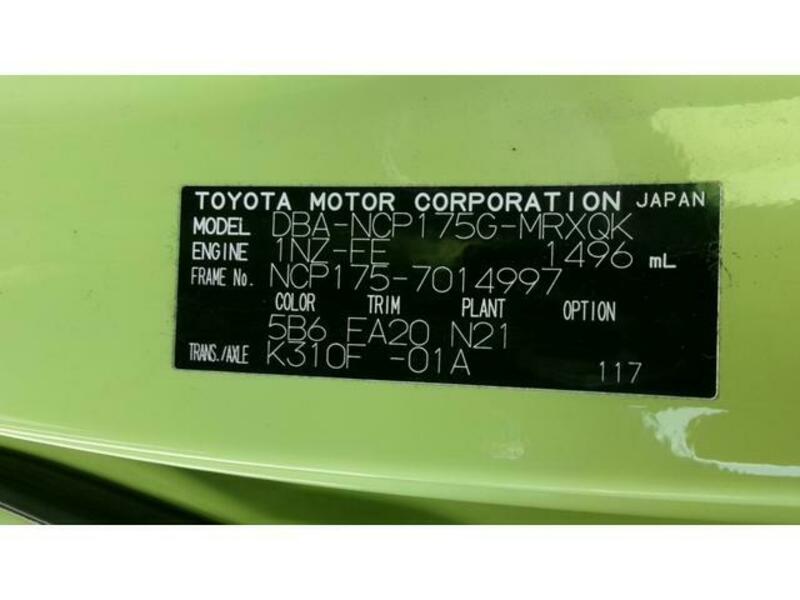 TOYOTA MOTOR CORPORATION JAPAN
MODEL DBA-NCP175G-MRXQK
ENGINE 1NZ-FE 1496 mL
FRAME No. NCP175-7014997
COLOR TRIM PLANT OPTION
5B6 FA20 N21
TRANS./AXLE K310F -01A 117